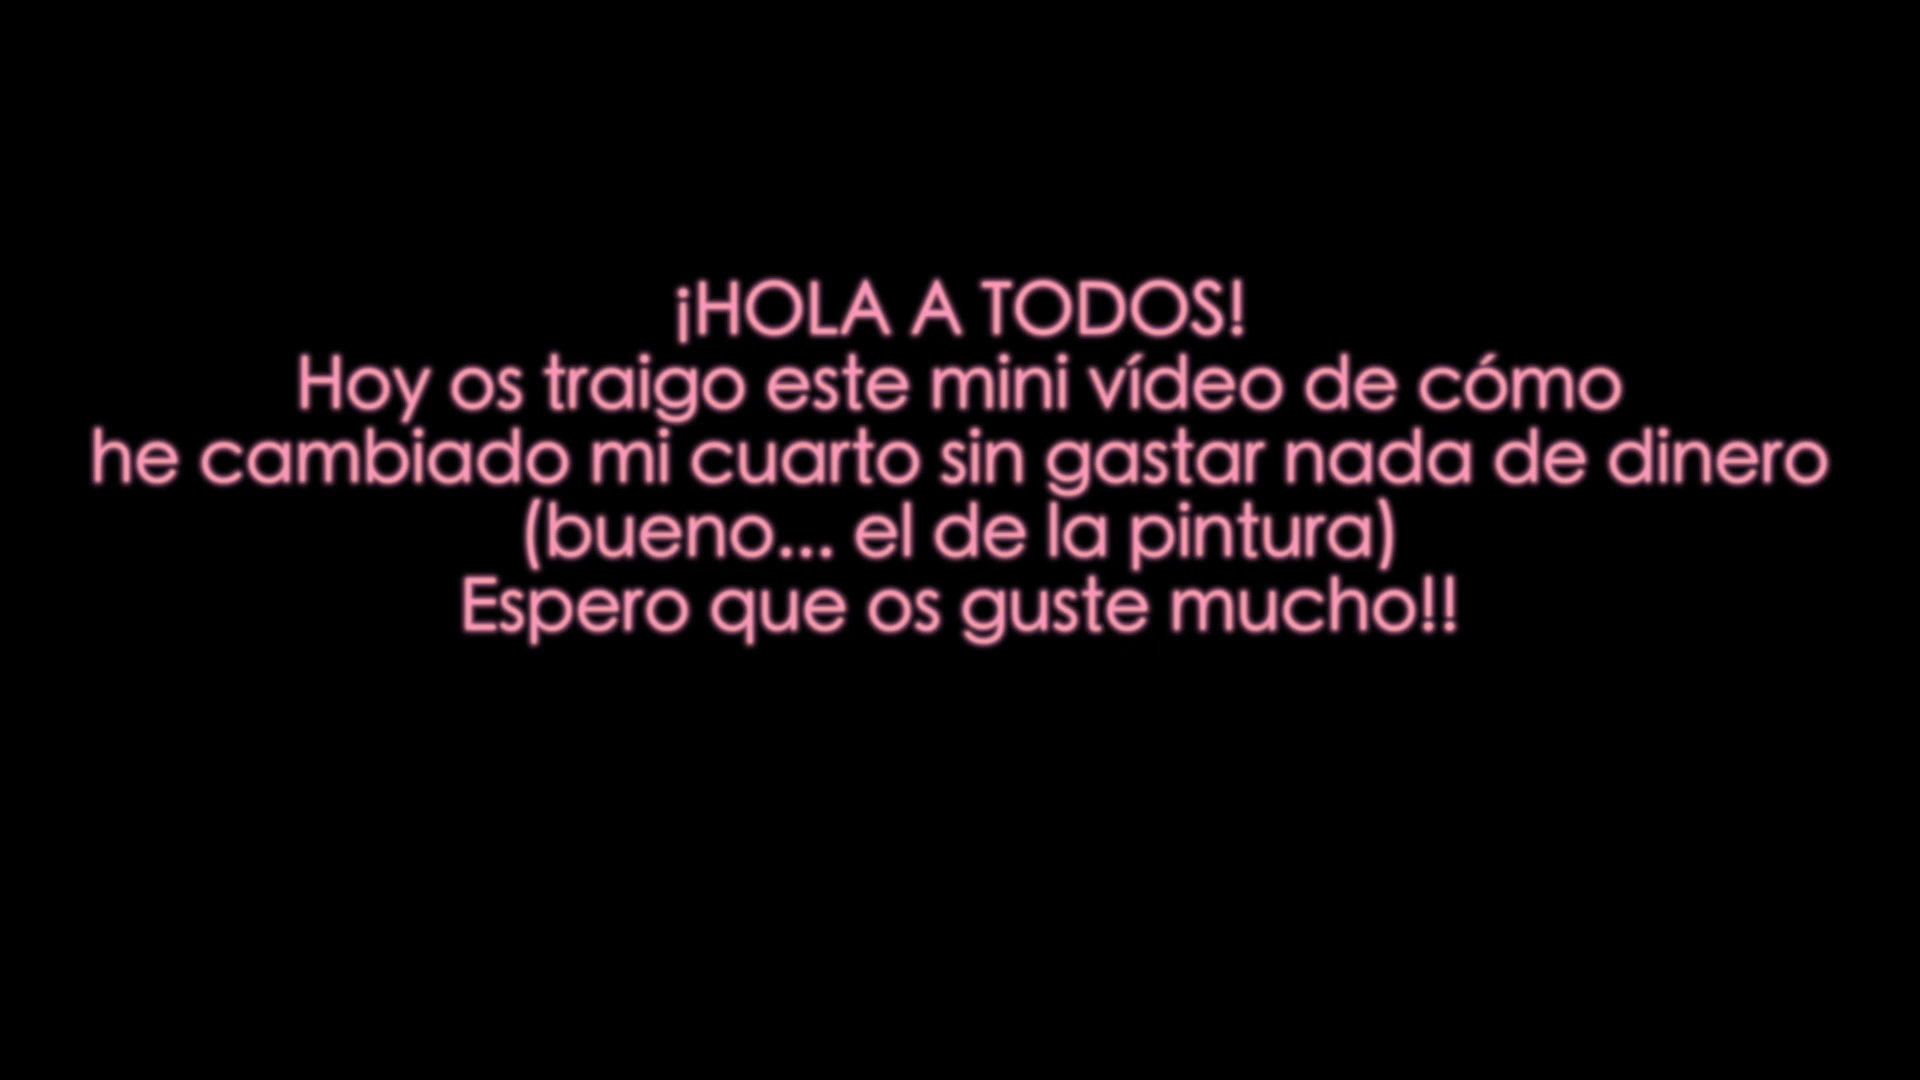 ¡HOLA A TODOS!
Hoy os traigo este mini vídeo de cómo
he cambiado mi cuarto sin gastar nada de dinero
(bueno... el de la pintura)
Espero que os guste mucho!!